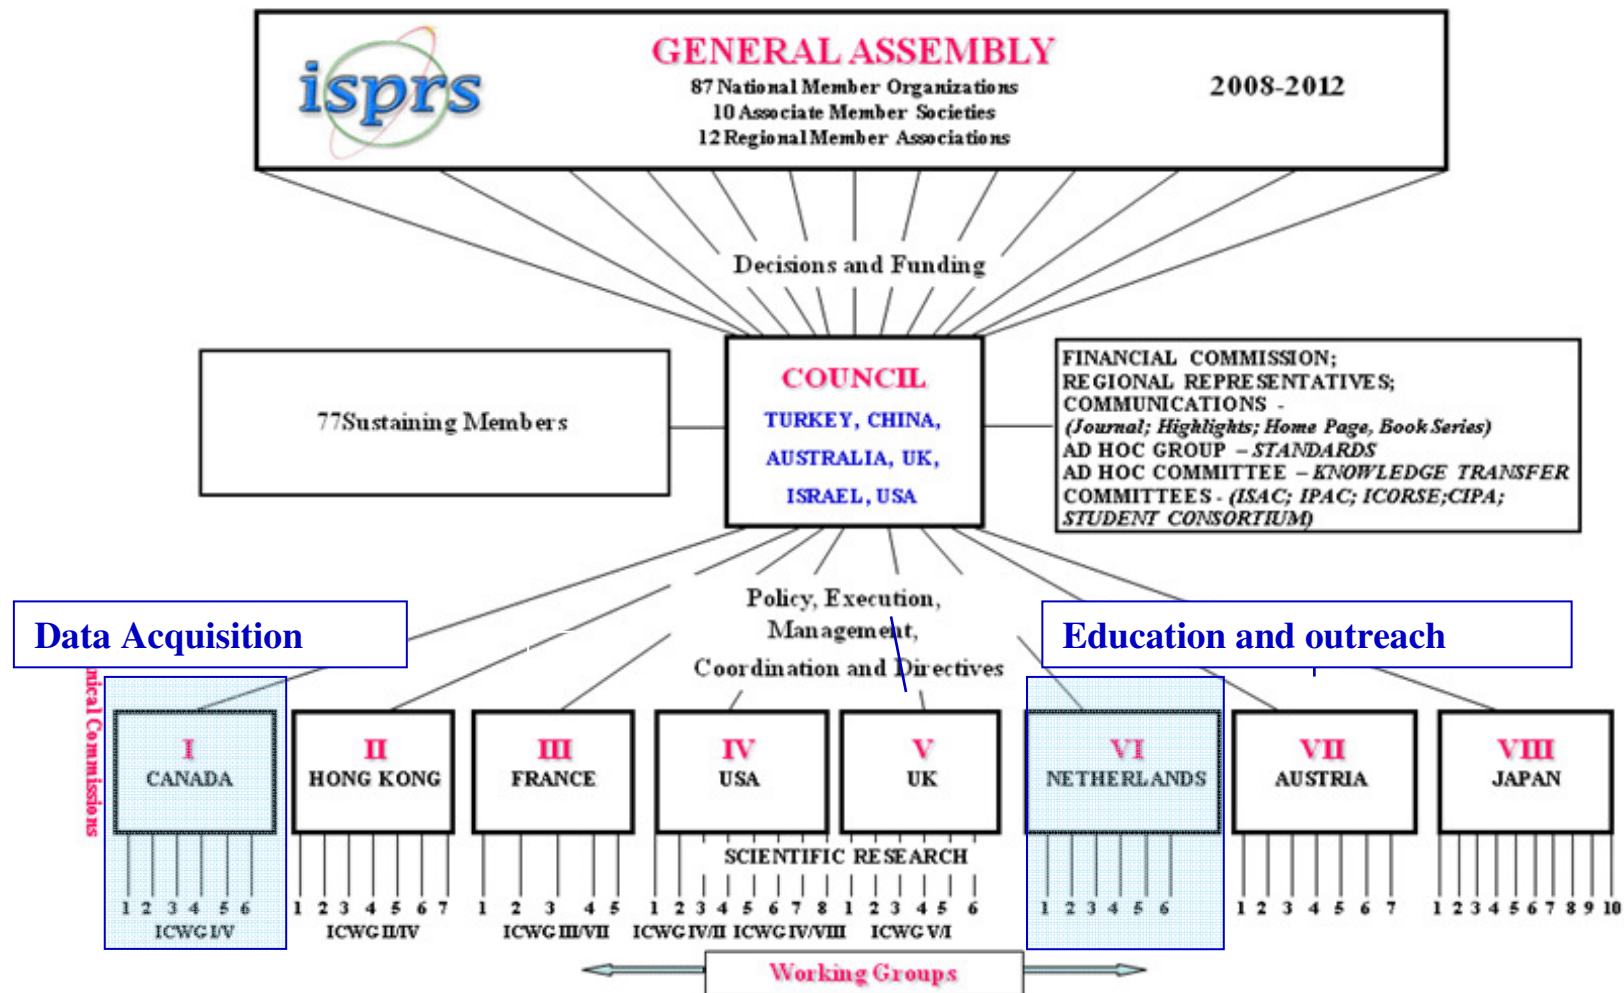 isprs
GENERAL ASSEMBLY
87 National Member Organizations
10 Associate Member Societies
12 Regional Member Associations
2008-2012
Decisions and Funding
77Sustaining Members
COUNCIL
TURKEY, CHINA,
AUSTRALIA, UK,
ISRAEL, USA
FINANCIAL COMMISSION;
REGIONAL REPRESENTATIVES;
COMMUNICATIONS -
(Journal; Highlights; Home Page, Book Series)
AD HOC GROUP – STANDARDS
AD HOC COMMITTEE – KNOWLEDGE TRANSFER
COMMITTEES - (ISAC; IPAC; ICORSE;CIPA;
STUDENT CONSORTIUM)
Policy, Execution,
Management,
Coordination and Directives
Data Acquisition
Education and outreach
nical Commissions
I
CANADA
II
HONG KONG
III
FRANCE
IV
USA
V
UK
VI
NETHERLANDS
VII
AUSTRIA
VIII
JAPAN
SCIENTIFIC RESEARCH
1 2 3 4 5 6
1 2 3 4 5 6 7
1 2 3 4 5
1 2 3 4 5 6 7 8
1 2 3 4 5 6
1 2 3 4 5 6
1 2 3 4 5 6 7
1 2 3 4 5 6 7 8 9 10
ICWG I/V
ICWG II/IV
ICWG III/VII
ICWG IV/II ICWG IV/VIII
ICWG V/I
Working Groups